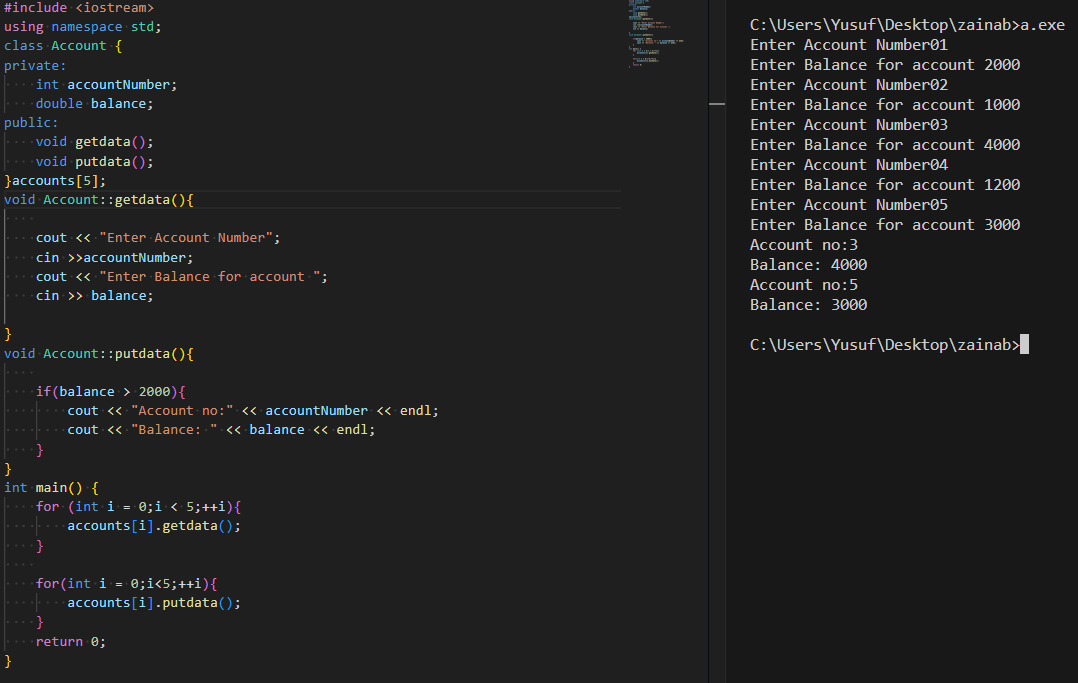 #include <iostream>
using namespace std;
class Account {
private:
    int accountNumber;
    double balance;
public:
    void getdata();
    void putdata();
}accounts[5];
void Account::getdata(){

    cout << "Enter Account Number";
    cin >>accountNumber;
    cout << "Enter Balance for account ";
    cin >> balance;

}
void Account::putdata(){

    if(balance > 2000){
        cout << "Account no:" << accountNumber << endl;
        cout << "Balance: " << balance << endl;
    }
}
int main() {
    for (int i = 0;i < 5;++i){
        accounts[i].getdata();
    }

    for(int i = 0;i<5;++i){
        accounts[i].putdata();
    }
    return 0;
}
C:\Users\Yusuf\Desktop\zainab>a.exe
Enter Account Number01
Enter Balance for account 2000
Enter Account Number02
Enter Balance for account 1000
Enter Account Number03
Enter Balance for account 4000
Enter Account Number04
Enter Balance for account 1200
Enter Account Number05
Enter Balance for account 3000
Account no:3
Balance: 4000
Account no:5
Balance: 3000

C:\Users\Yusuf\Desktop\zainab>